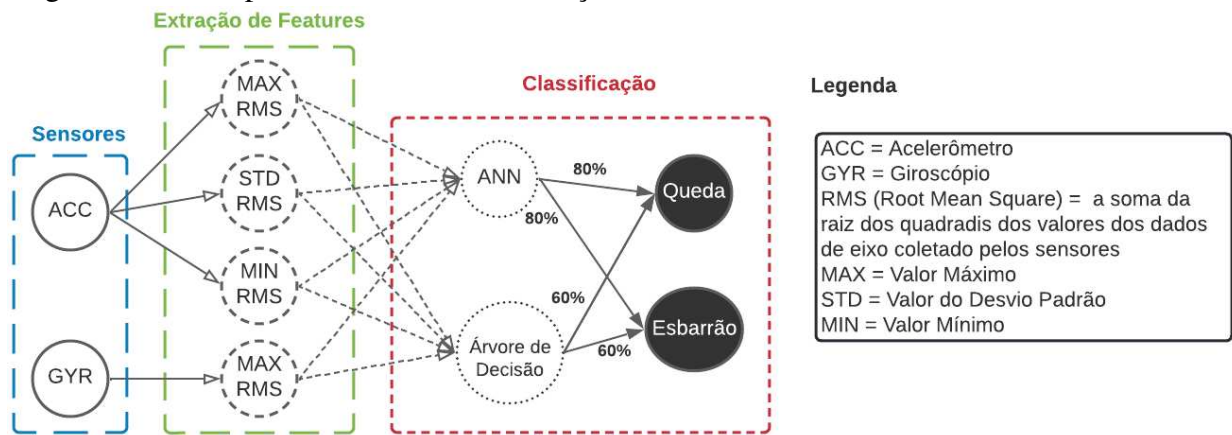 Extração de Features
Sensores
ACC
GYR
MAX
RMS
STD
RMS
MIN
RMS
MAX
RMS
Classificação
ANN
Árvore de
Decisão
80%
80%
60%
60%
Queda
Esbarrão
Legenda
ACC = Acelerômetro
GYR = Giroscópio
RMS (Root Mean Square) = a soma da
raiz dos quadradis dos valores dos dados
de eixo coletado pelos sensores
MAX = Valor Máximo
STD = Valor do Desvio Padrão
MIN = Valor Mínimo